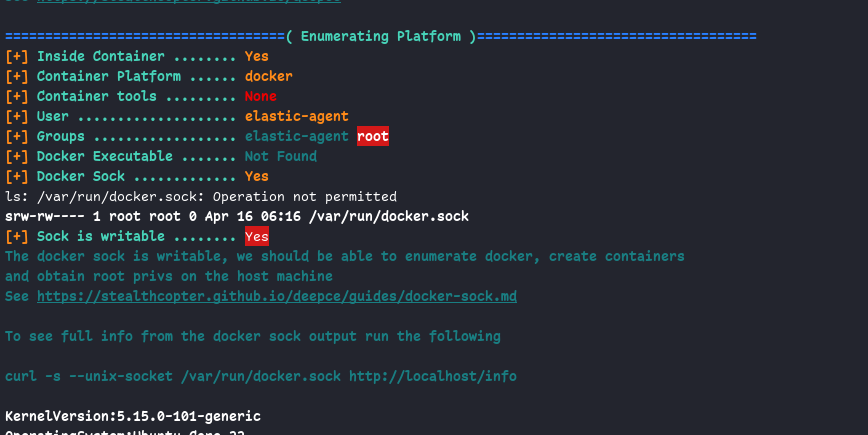 ===================================( Enumerating Platform )===================================
[+] Inside Container ........ Yes
[+] Container Platform ...... docker
[+] Container tools ......... None
[+] User .................... elastic-agent
[+] Groups .................. elastic-agent root
[+] Docker Executable ....... Not Found
[+] Docker Sock ............. Yes
ls: /var/run/docker.sock: Operation not permitted
srw-rw---- 1 root root 0 Apr 16 06:16 /var/run/docker.sock
[+] Sock is writable ........ Yes
The docker sock is writable, we should be able to enumerate docker, create containers
and obtain root privs on the host machine
See https://stealthcopter.github.io/deepce/guides/docker-sock.md
To see full info from the docker sock output run the following
curl -s --unix-socket /var/run/docker.sock http://localhost/info
KernelVersion:5.15.0-101-generic